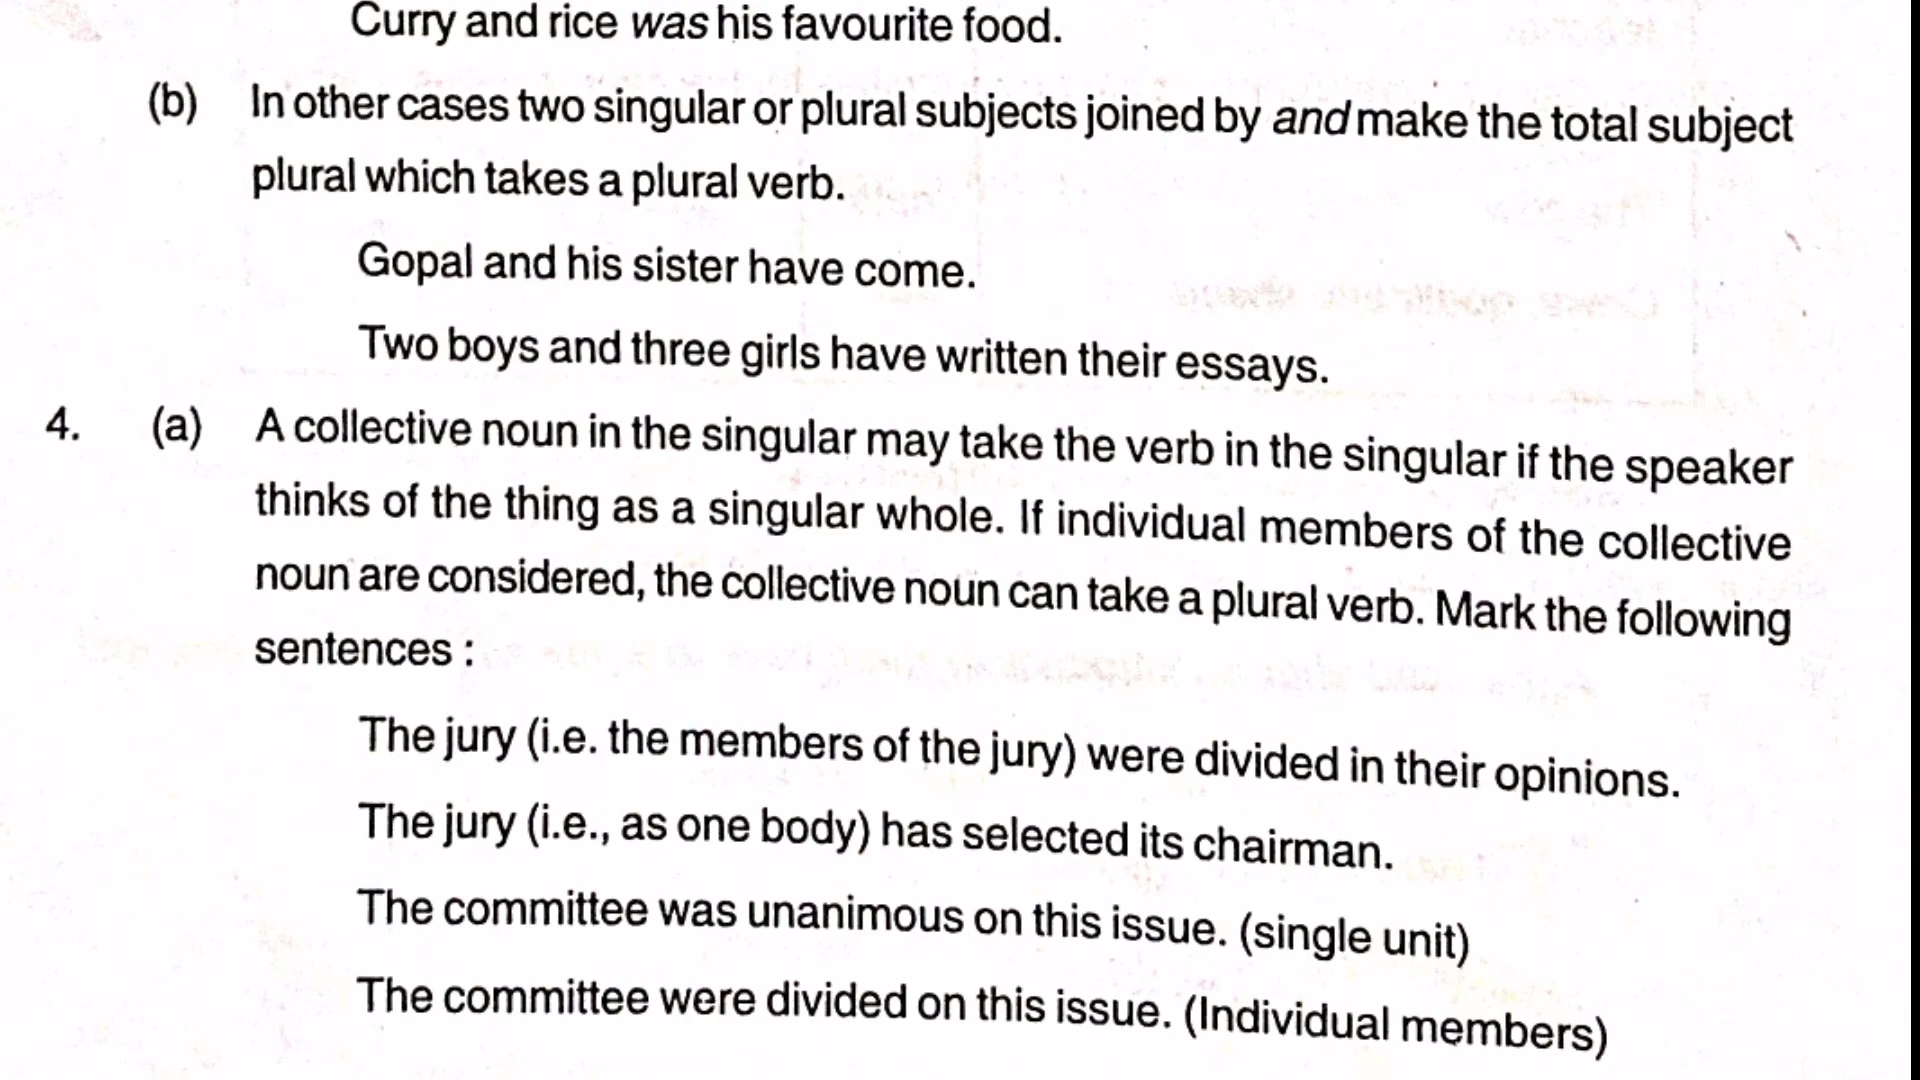 Curry and rice was his favourite food.
(b) In other cases two singular or plural subjects joined by and make the total subject
plural which takes a plural verb.
Gopal and his sister have come.
Two boys and three girls have written their essays.
4. (a) A collective noun in the singular may take the verb in the singular if the speaker
thinks of the thing as a singular whole. If individual members of the collective
noun are considered, the collective noun can take a plural verb. Mark the following
sentences :
The jury (i.e. the members of the jury) were divided in their opinions.
The jury (i.e., as one body) has selected its chairman.
The committee was unanimous on this issue. (single unit)
The committee were divided on this issue. (Individual members)